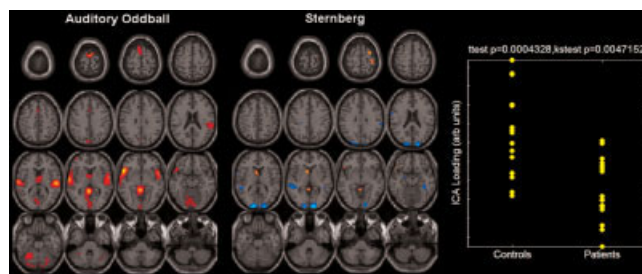 Auditory Oddball
Sternberg
ttest p=0.0004328,kstest p=0.0047152
ICA Loading (arb units)
Controls
Patients